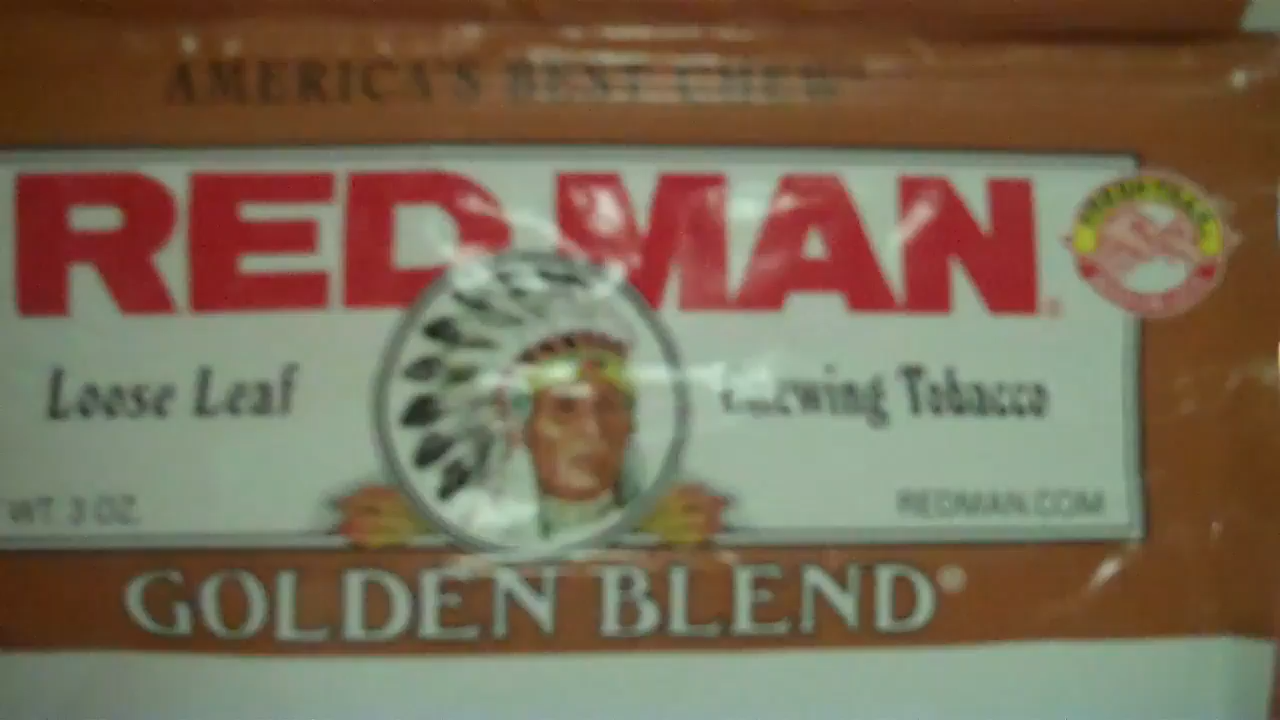 AMERICA'S BEST CHEW
RED MAN
Loose Leaf Chewing Tobacco
WT. 3 OZ. REDMAN.COM
GOLDEN BLEND®